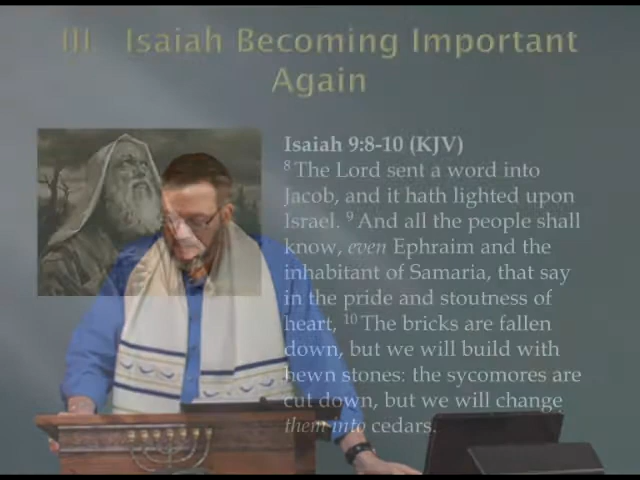 III. Isaiah Becoming Important
Again
Isaiah 9:8-10 (KJV)
8 The Lord sent a word into
Jacob, and it hath lighted upon
Israel. 9 And all the people shall
know, even Ephraim and the
inhabitant of Samaria, that say
in the pride and stoutness of
heart, 10 The bricks are fallen
down, but we will build with
hewn stones: the sycomores are
cut down, but we will change
them into cedars.